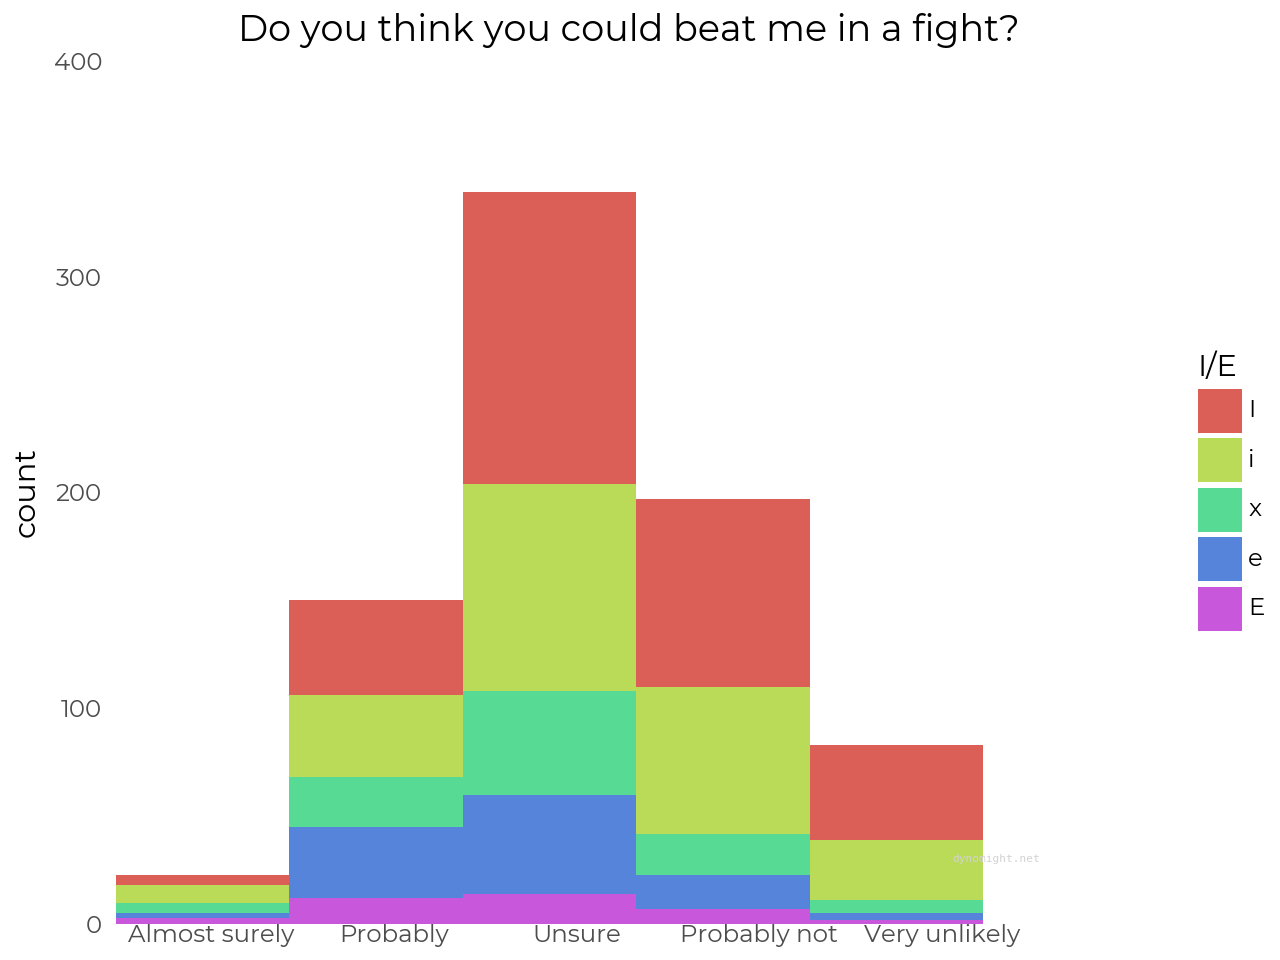 Do you think you could beat me in a fight?
400
300
200
100
0
count
Almost surely
Probably
Unsure
Probably not
Very unlikely
I/E
I
i
x
e
E
dynomight.net